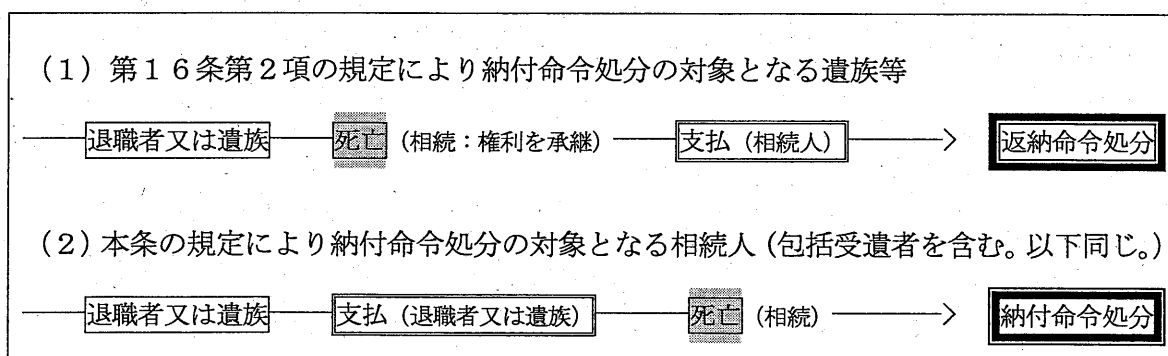 （１）第１６条第２項の規定により納付命令処分の対象となる遺族等
退職者又は遺族 死亡（相続：権利を承継） 支払（相続人） 返納命令処分
（２）本条の規定により納付命令処分の対象となる相続人（包括受遺者を含む。以下同じ。）
退職者又は遺族 支払（退職者又は遺族） 死亡（相続） 納付命令処分